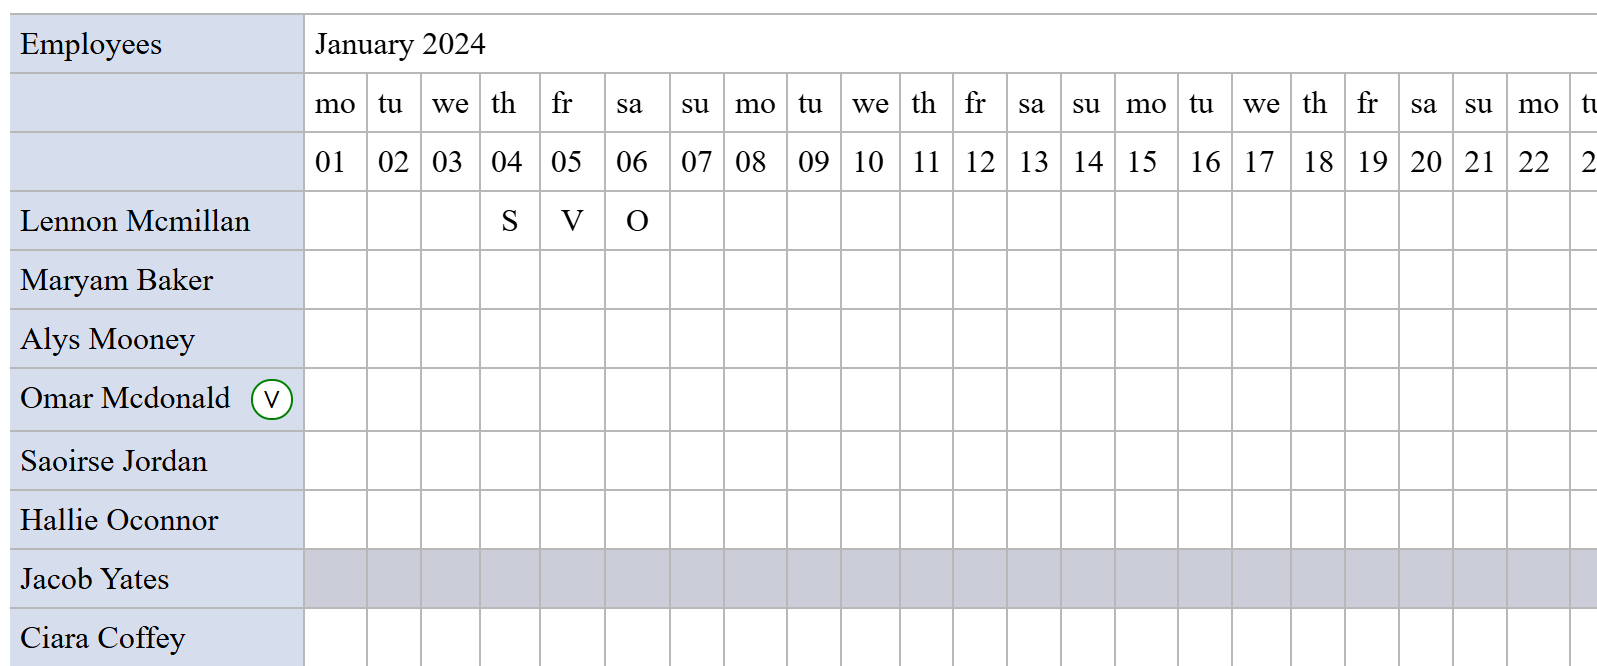 Employees January 2024
mo tu we th fr sa su mo tu we th fr sa su mo tu we th fr sa su mo tu
01 02 03 04 05 06 07 08 09 10 11 12 13 14 15 16 17 18 19 20 21 22 2
Lennon Mcmillan S V O
Maryam Baker
Alys Mooney
Omar Mcdonald V
Saoirse Jordan
Hallie Oconnor
Jacob Yates
Ciara Coffey